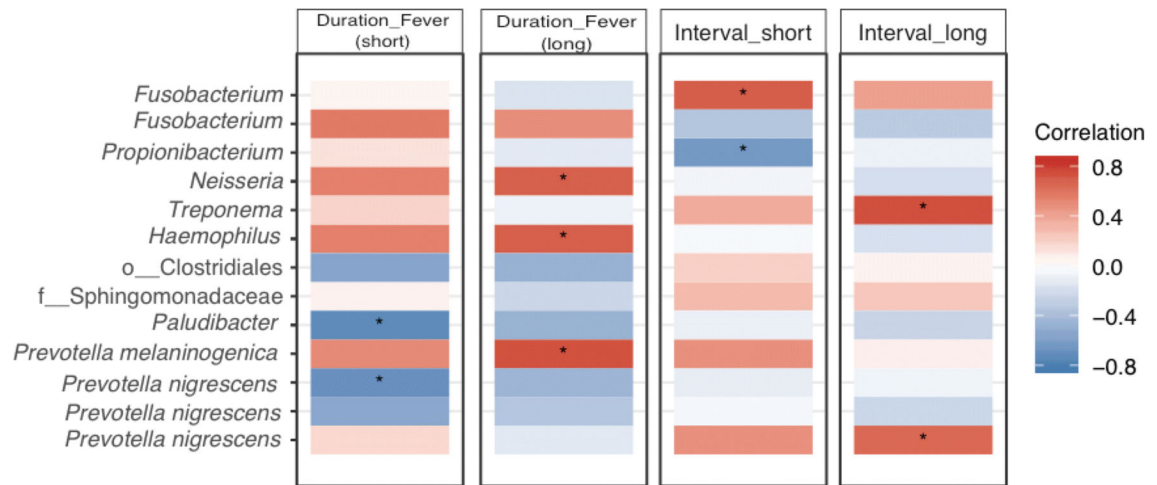 Duration_Fever
(short)
Duration_Fever
(long)
Interval_short
Interval_long
Fusobacterium
*
Fusobacterium
Propionibacterium
*
Neisseria
*
Treponema
*
Haemophilus
*
o__Clostridiales
f__Sphingomonadaceae
Paludibacter
*
Prevotella melaninogenica
*
Prevotella nigrescens
*
Prevotella nigrescens
Prevotella nigrescens
*
Correlation
0.8
0.4
0.0
−0.4
−0.8